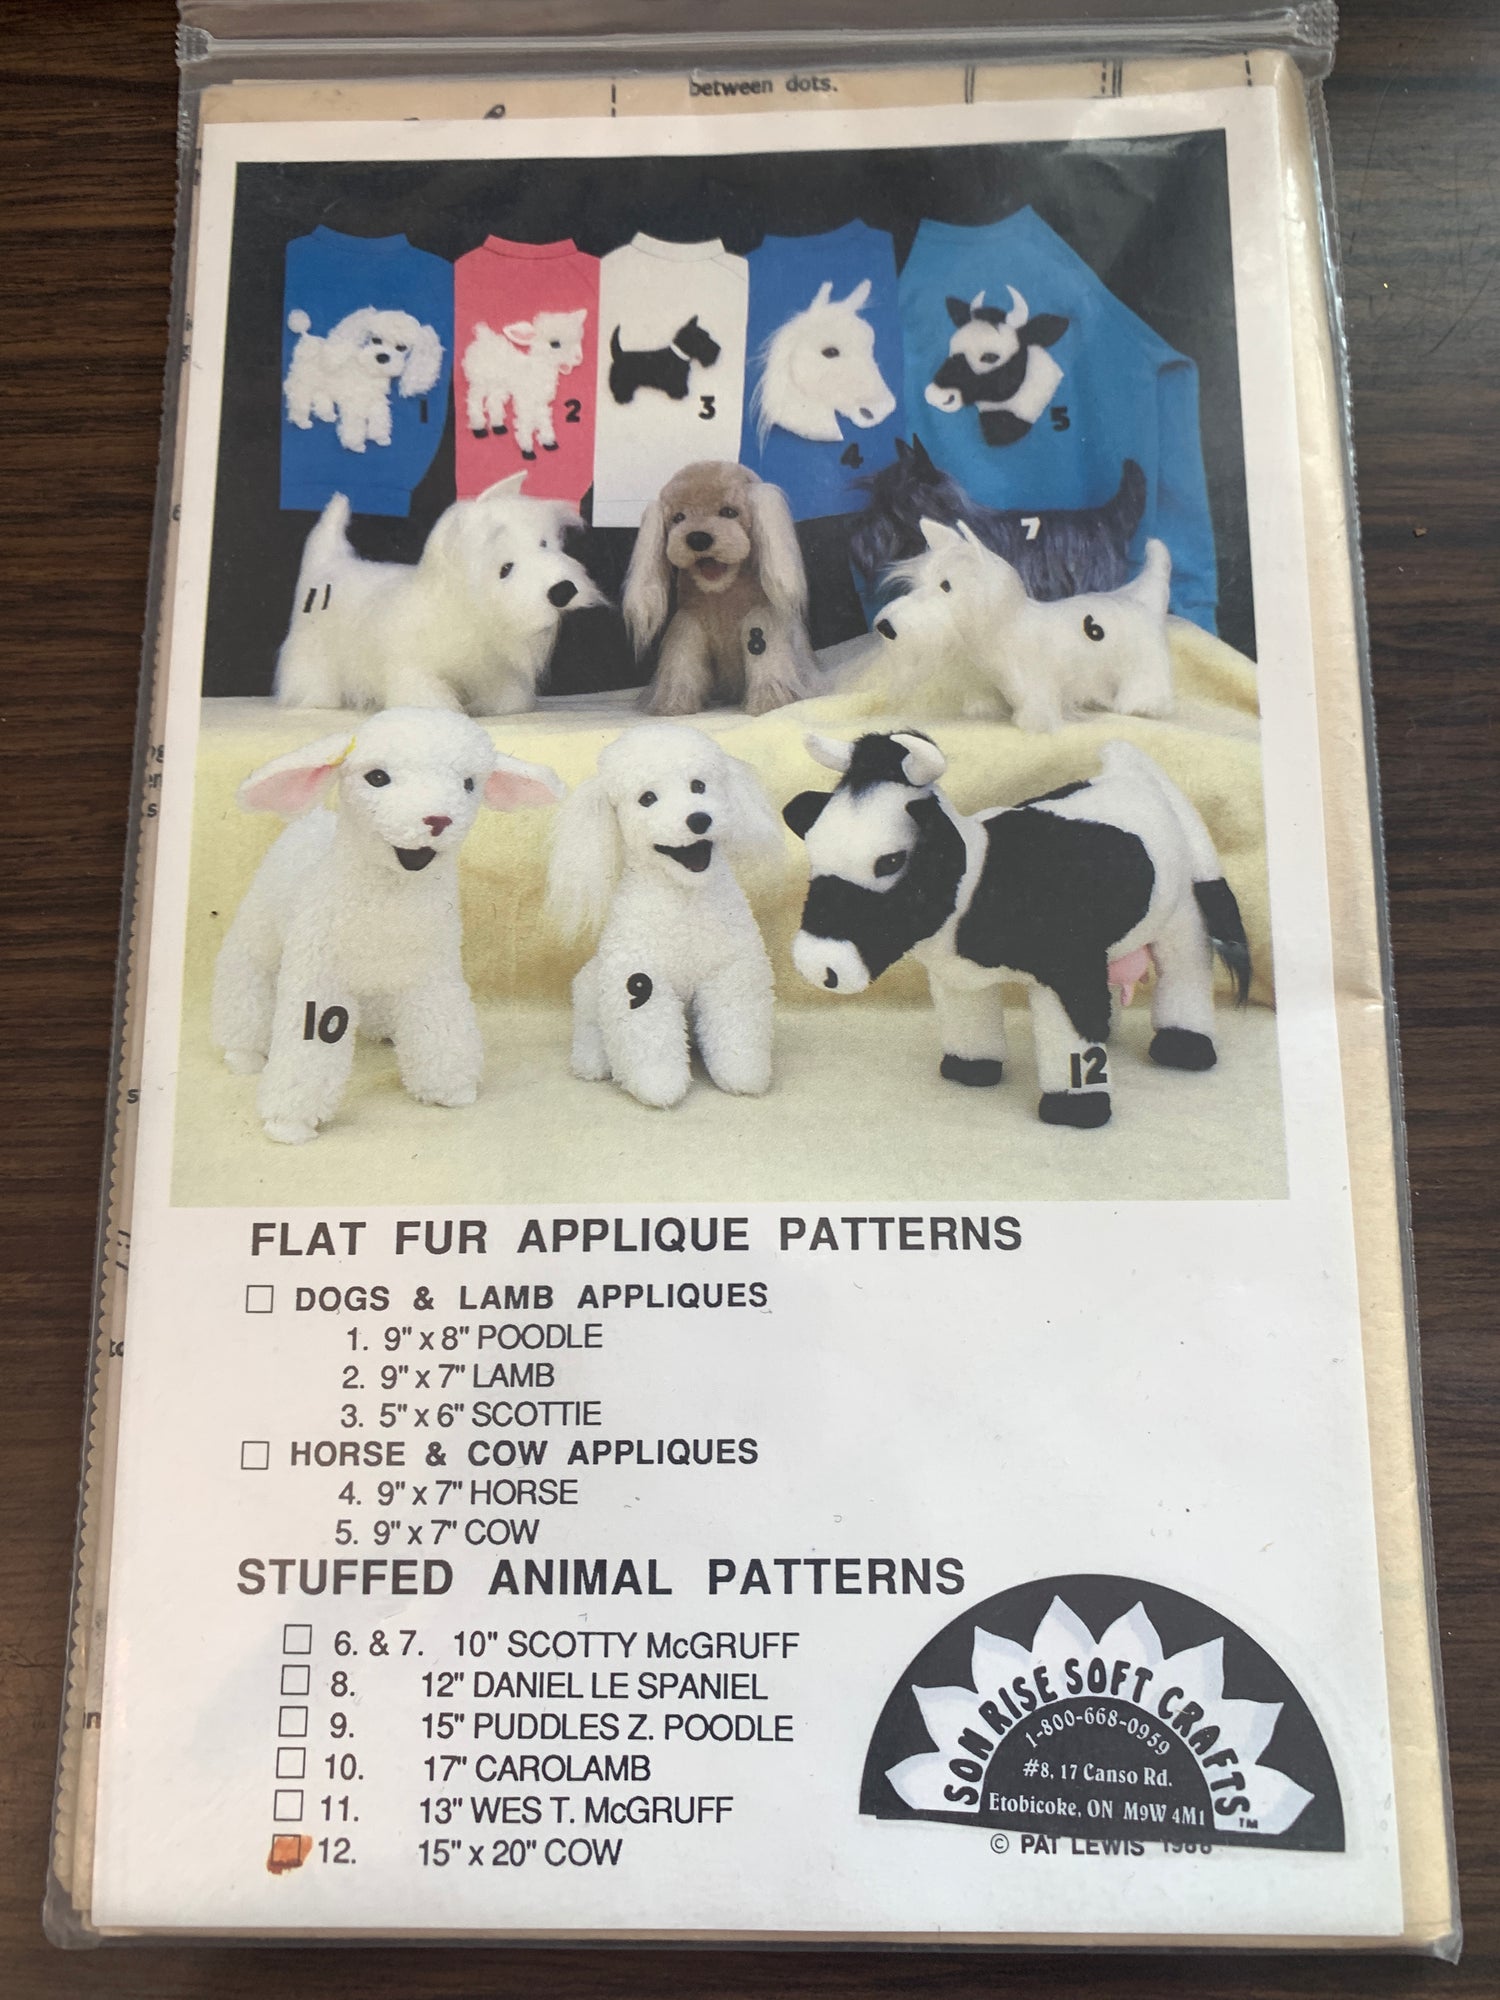 between dots.
1
2
3
4
5
11
8
7
6
10
9
12
FLAT FUR APPLIQUE PATTERNS
DOGS & LAMB APPLIQUES
1. 9" x 8" POODLE
2. 9" x 7" LAMB
3. 5" x 6" SCOTTIE
HORSE & COW APPLIQUES
4. 9" x 7" HORSE
5. 9" x 7" COW
STUFFED ANIMAL PATTERNS
6. & 7. 10" SCOTTY McGRUFF
8. 12" DANIEL LE SPANIEL
9. 15" PUDDLES Z. POODLE
10. 17" CAROLAMB
11. 13" WES T. McGRUFF
12. 15" x 20" COW
SON RISE SOFT CRAFTS™
1-800-668-0959
#8, 17 Canso Rd.
Etobicoke, ON M9W 4M1
© PAT LEWIS